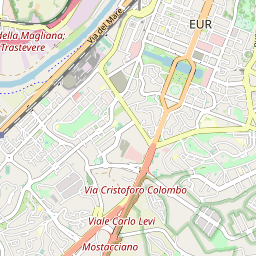 EUR
Via del Mare
della Magliana;
Trastevere
Via Cristoforo Colombo
Viale Carlo Levi
Mostacciano